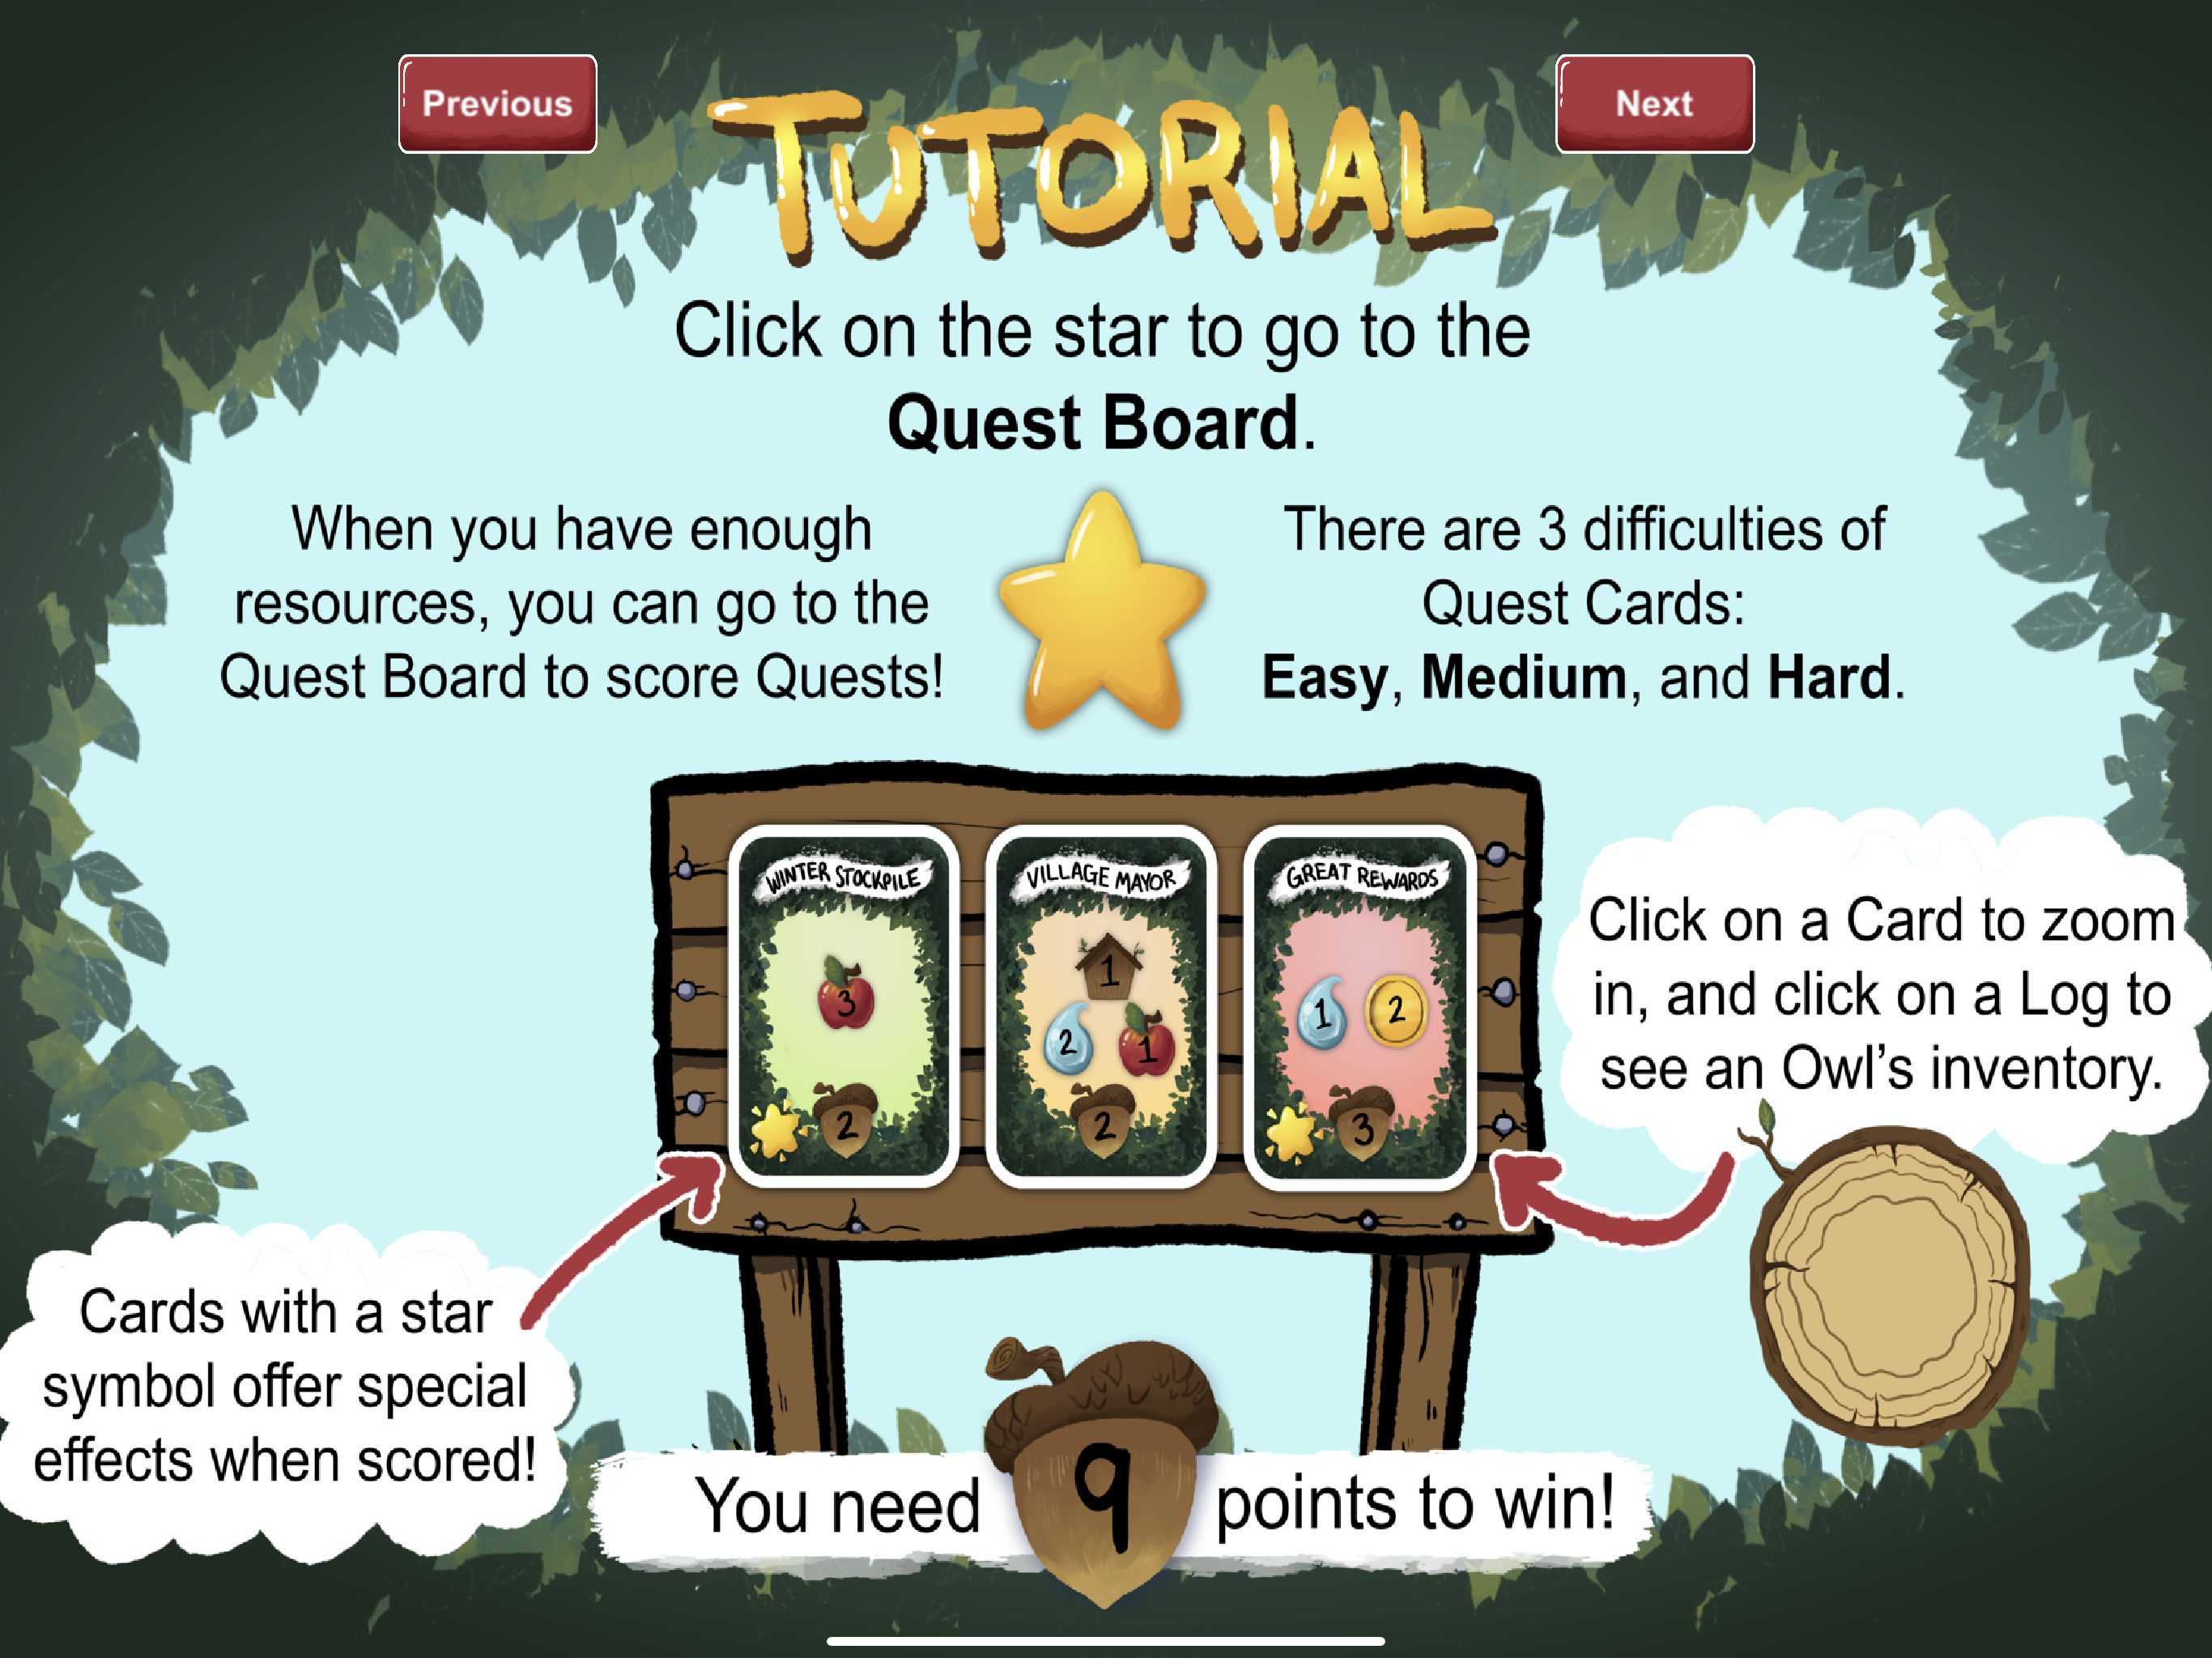 Previous
Next
TUTORIAL
Click on the star to go to the
Quest Board.
When you have enough
resources, you can go to the
Quest Board to score Quests!
There are 3 difficulties of
Quest Cards:
Easy, Medium, and Hard.
WINTER STOCKPILE
3
2
VILLAGE MAYOR
1
2 1
2
GREAT REWARDS
1 2
3
Click on a Card to zoom
in, and click on a Log to
see an Owl’s inventory.
Cards with a star
symbol offer special
effects when scored!
You need 9 points to win!